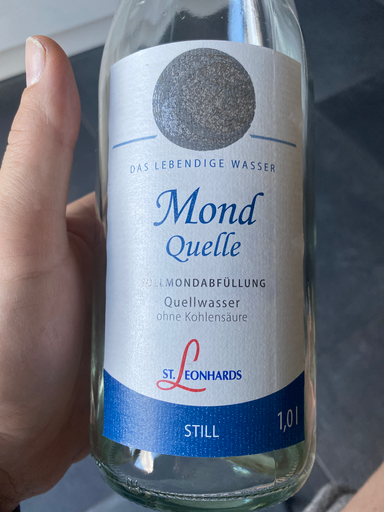 DAS LEBENDIGE WASSER
Mond
Quelle
VOLLMONDABFÜLLUNG
Quellwasser
ohne Kohlensäure
ST. LEONHARDS
STILL
1,0 l